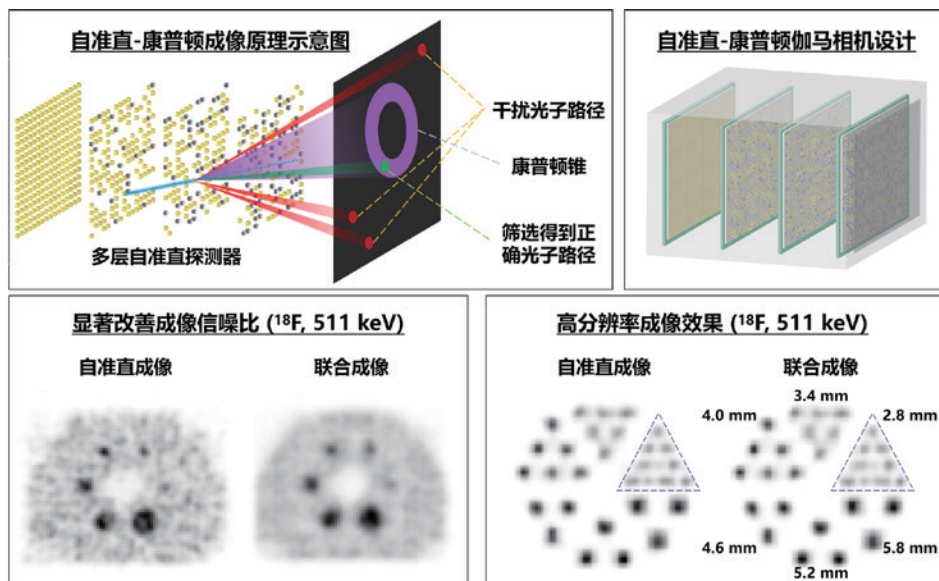 自准直-康普顿成像原理示意图
干扰光子路径
康普顿锥
筛选得到正
确光子路径
多层自准直探测器
自准直-康普顿伽马相机设计
显著改善成像信噪比 (¹⁸F, 511 keV)
自准直成像
联合成像
高分辨率成像效果 (¹⁸F, 511 keV)
自准直成像
联合成像
3.4 mm
4.0 mm
2.8 mm
4.6 mm
5.8 mm
5.2 mm